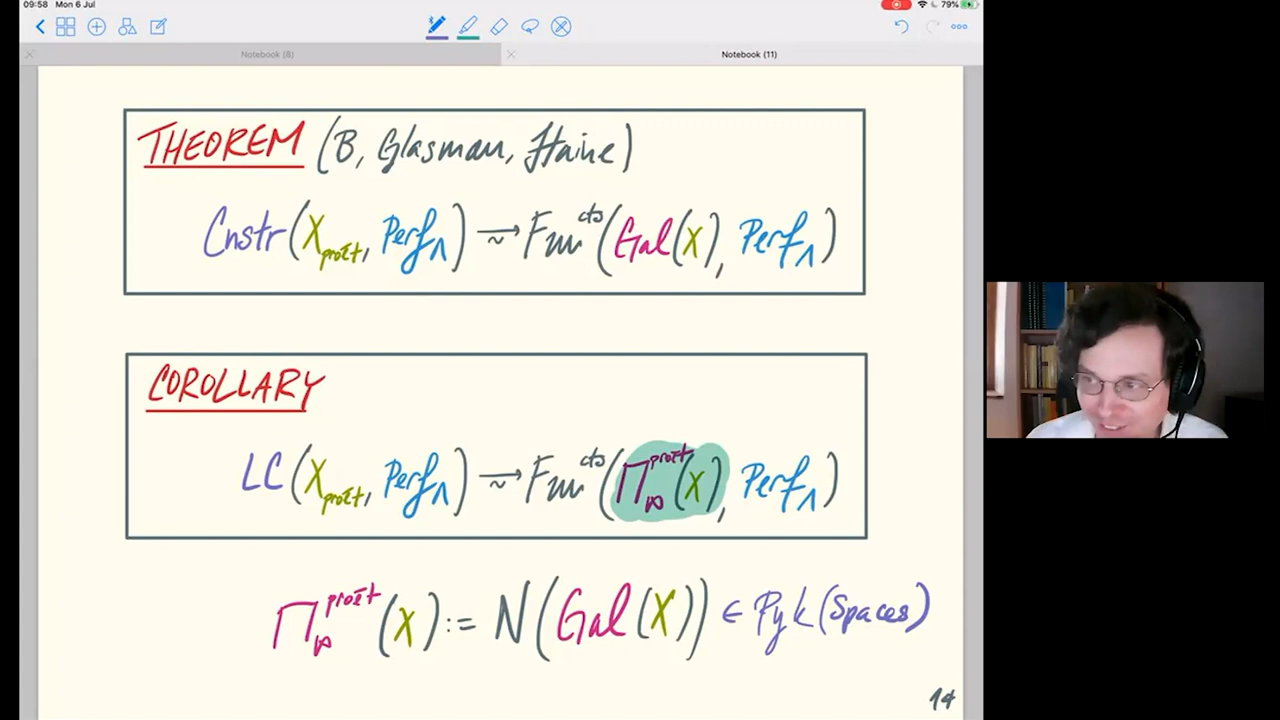 09:58 Mon 6 Jul
79%
Notebook (8)
Notebook (11)
THEOREM (B, Glasman, Haine)
Cnstr(X_proét, Perf_Λ) ⥲ Fun^cts(Gal(X), Perf_Λ)
COROLLARY
LC(X_proét, Perf_Λ) ⥲ Fun^cts(Π_∞^proét(X), Perf_Λ)
Π_∞^proét(X) := N(Gal(X)) ∈ Pyk(Spaces)
14